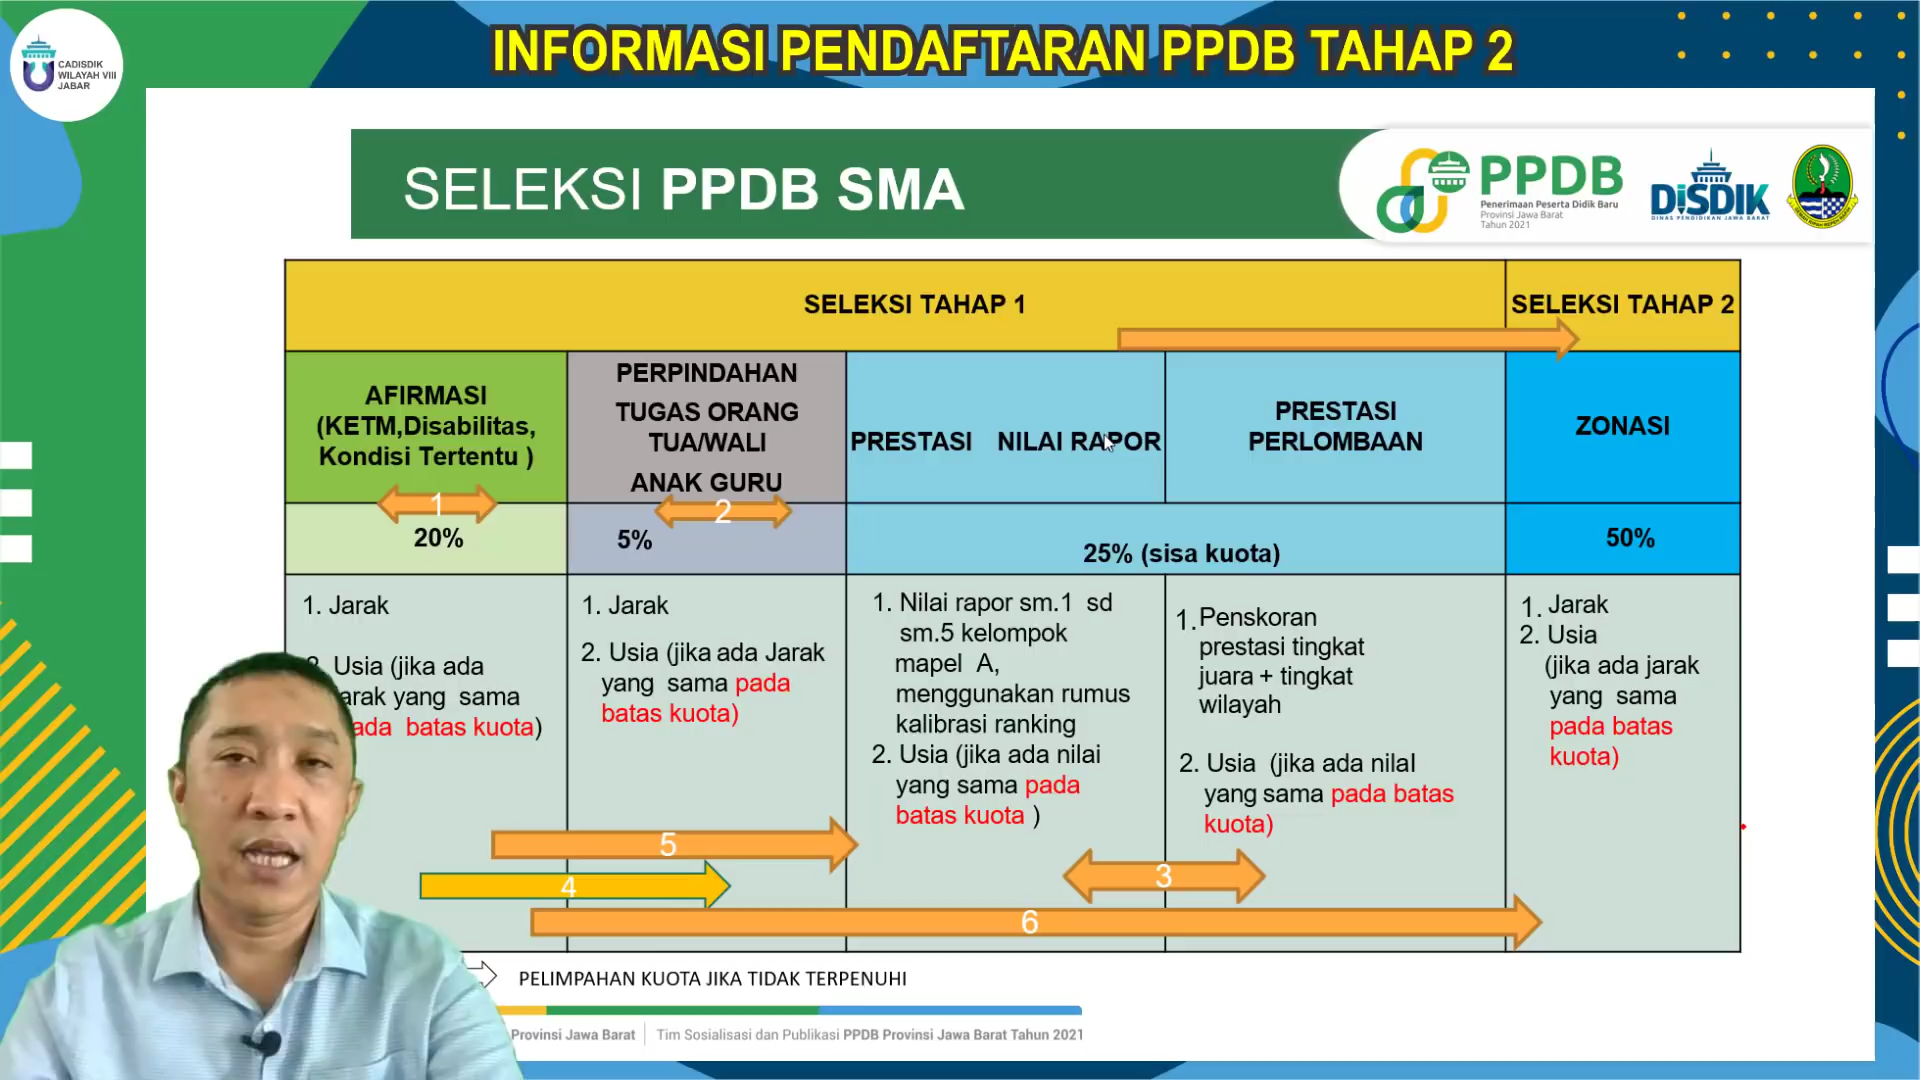 INFORMASI PENDAFTARAN PPDB TAHAP 2
CADISDIK
WILAYAH VIII
JABAR
SELEKSI PPDB SMA
PPDB
Penerimaan Peserta Didik Baru
Provinsi Jawa Barat
Tahun 2021
DISDIK
DINAS PENDIDIKAN JAWA BARAT
SELEKSI TAHAP 1
SELEKSI TAHAP 2
AFIRMASI
(KETM,Disabilitas,
Kondisi Tertentu )
1
20%
PERPINDAHAN
TUGAS ORANG
TUA/WALI
ANAK GURU
2
5%
PRESTASI NILAI RAPOR
PRESTASI
PERLOMBAAN
25% (sisa kuota)
ZONASI
50%
1. Jarak
Usia (jika ada
arak yang sama
ada batas kuota)
1. Jarak
2. Usia (jika ada Jarak
yang sama pada
batas kuota)
1. Nilai rapor sm.1 sd
sm.5 kelompok
mapel A,
menggunakan rumus
kalibrasi ranking
2. Usia (jika ada nilai
yang sama pada
batas kuota )
1. Penskoran
prestasi tingkat
juara + tingkat
wilayah
2. Usia (jika ada nilal
yang sama pada batas
kuota)
1. Jarak
2. Usia
(jika ada jarak
yang sama
pada batas
kuota)
5
4
3
6
PELIMPAHAN KUOTA JIKA TIDAK TERPENUHI
Provinsi Jawa Barat | Tim Sosialisasi dan Publikasi PPDB Provinsi Jawa Barat Tahun 2021